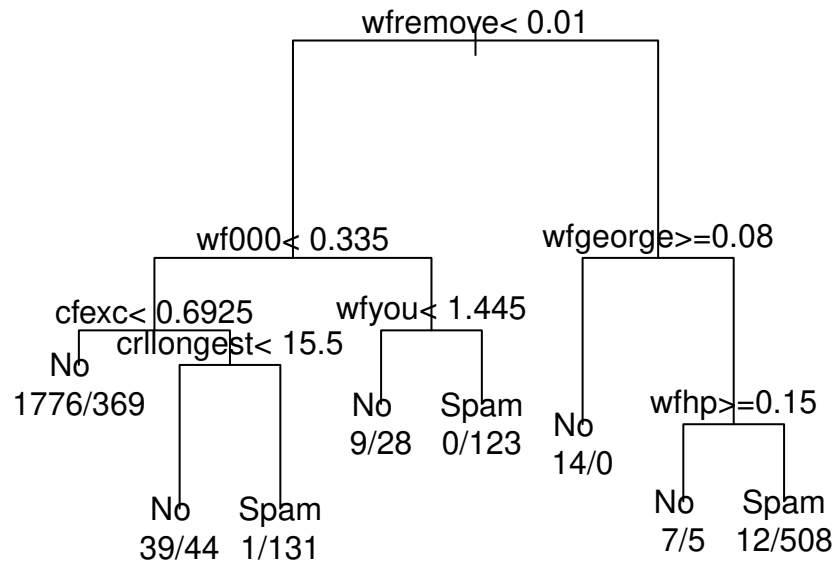 wfremove< 0.01
wf000< 0.335
wfgeorge>=0.08
cfexc< 0.6925
wfyou< 1.445
crllongest< 15.5
No
1776/369
No
9/28
Spam
0/123
wfhp>=0.15
No
14/0
No
39/44
Spam
1/131
No
7/5
Spam
12/508